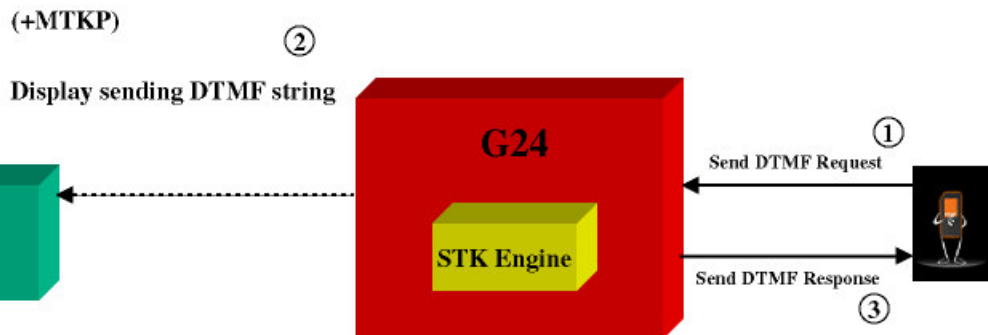 (+MTKP)
②
Display sending DTMF string
G24
①
Send DTMF Request
STK Engine
Send DTMF Response
③